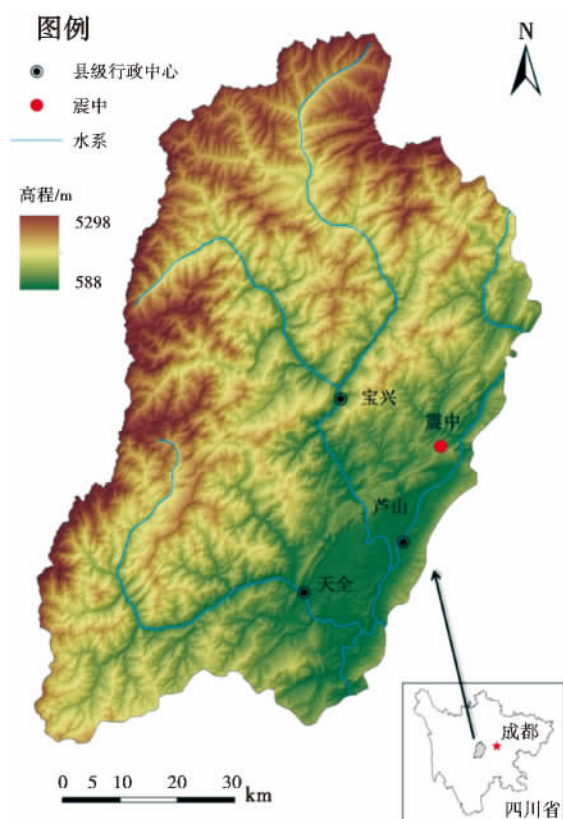 图例
N
县级行政中心
震中
水系
高程/m
5298
588
宝兴
震中
芦山
天全
成都
四川省
0 5 10 20 30
km